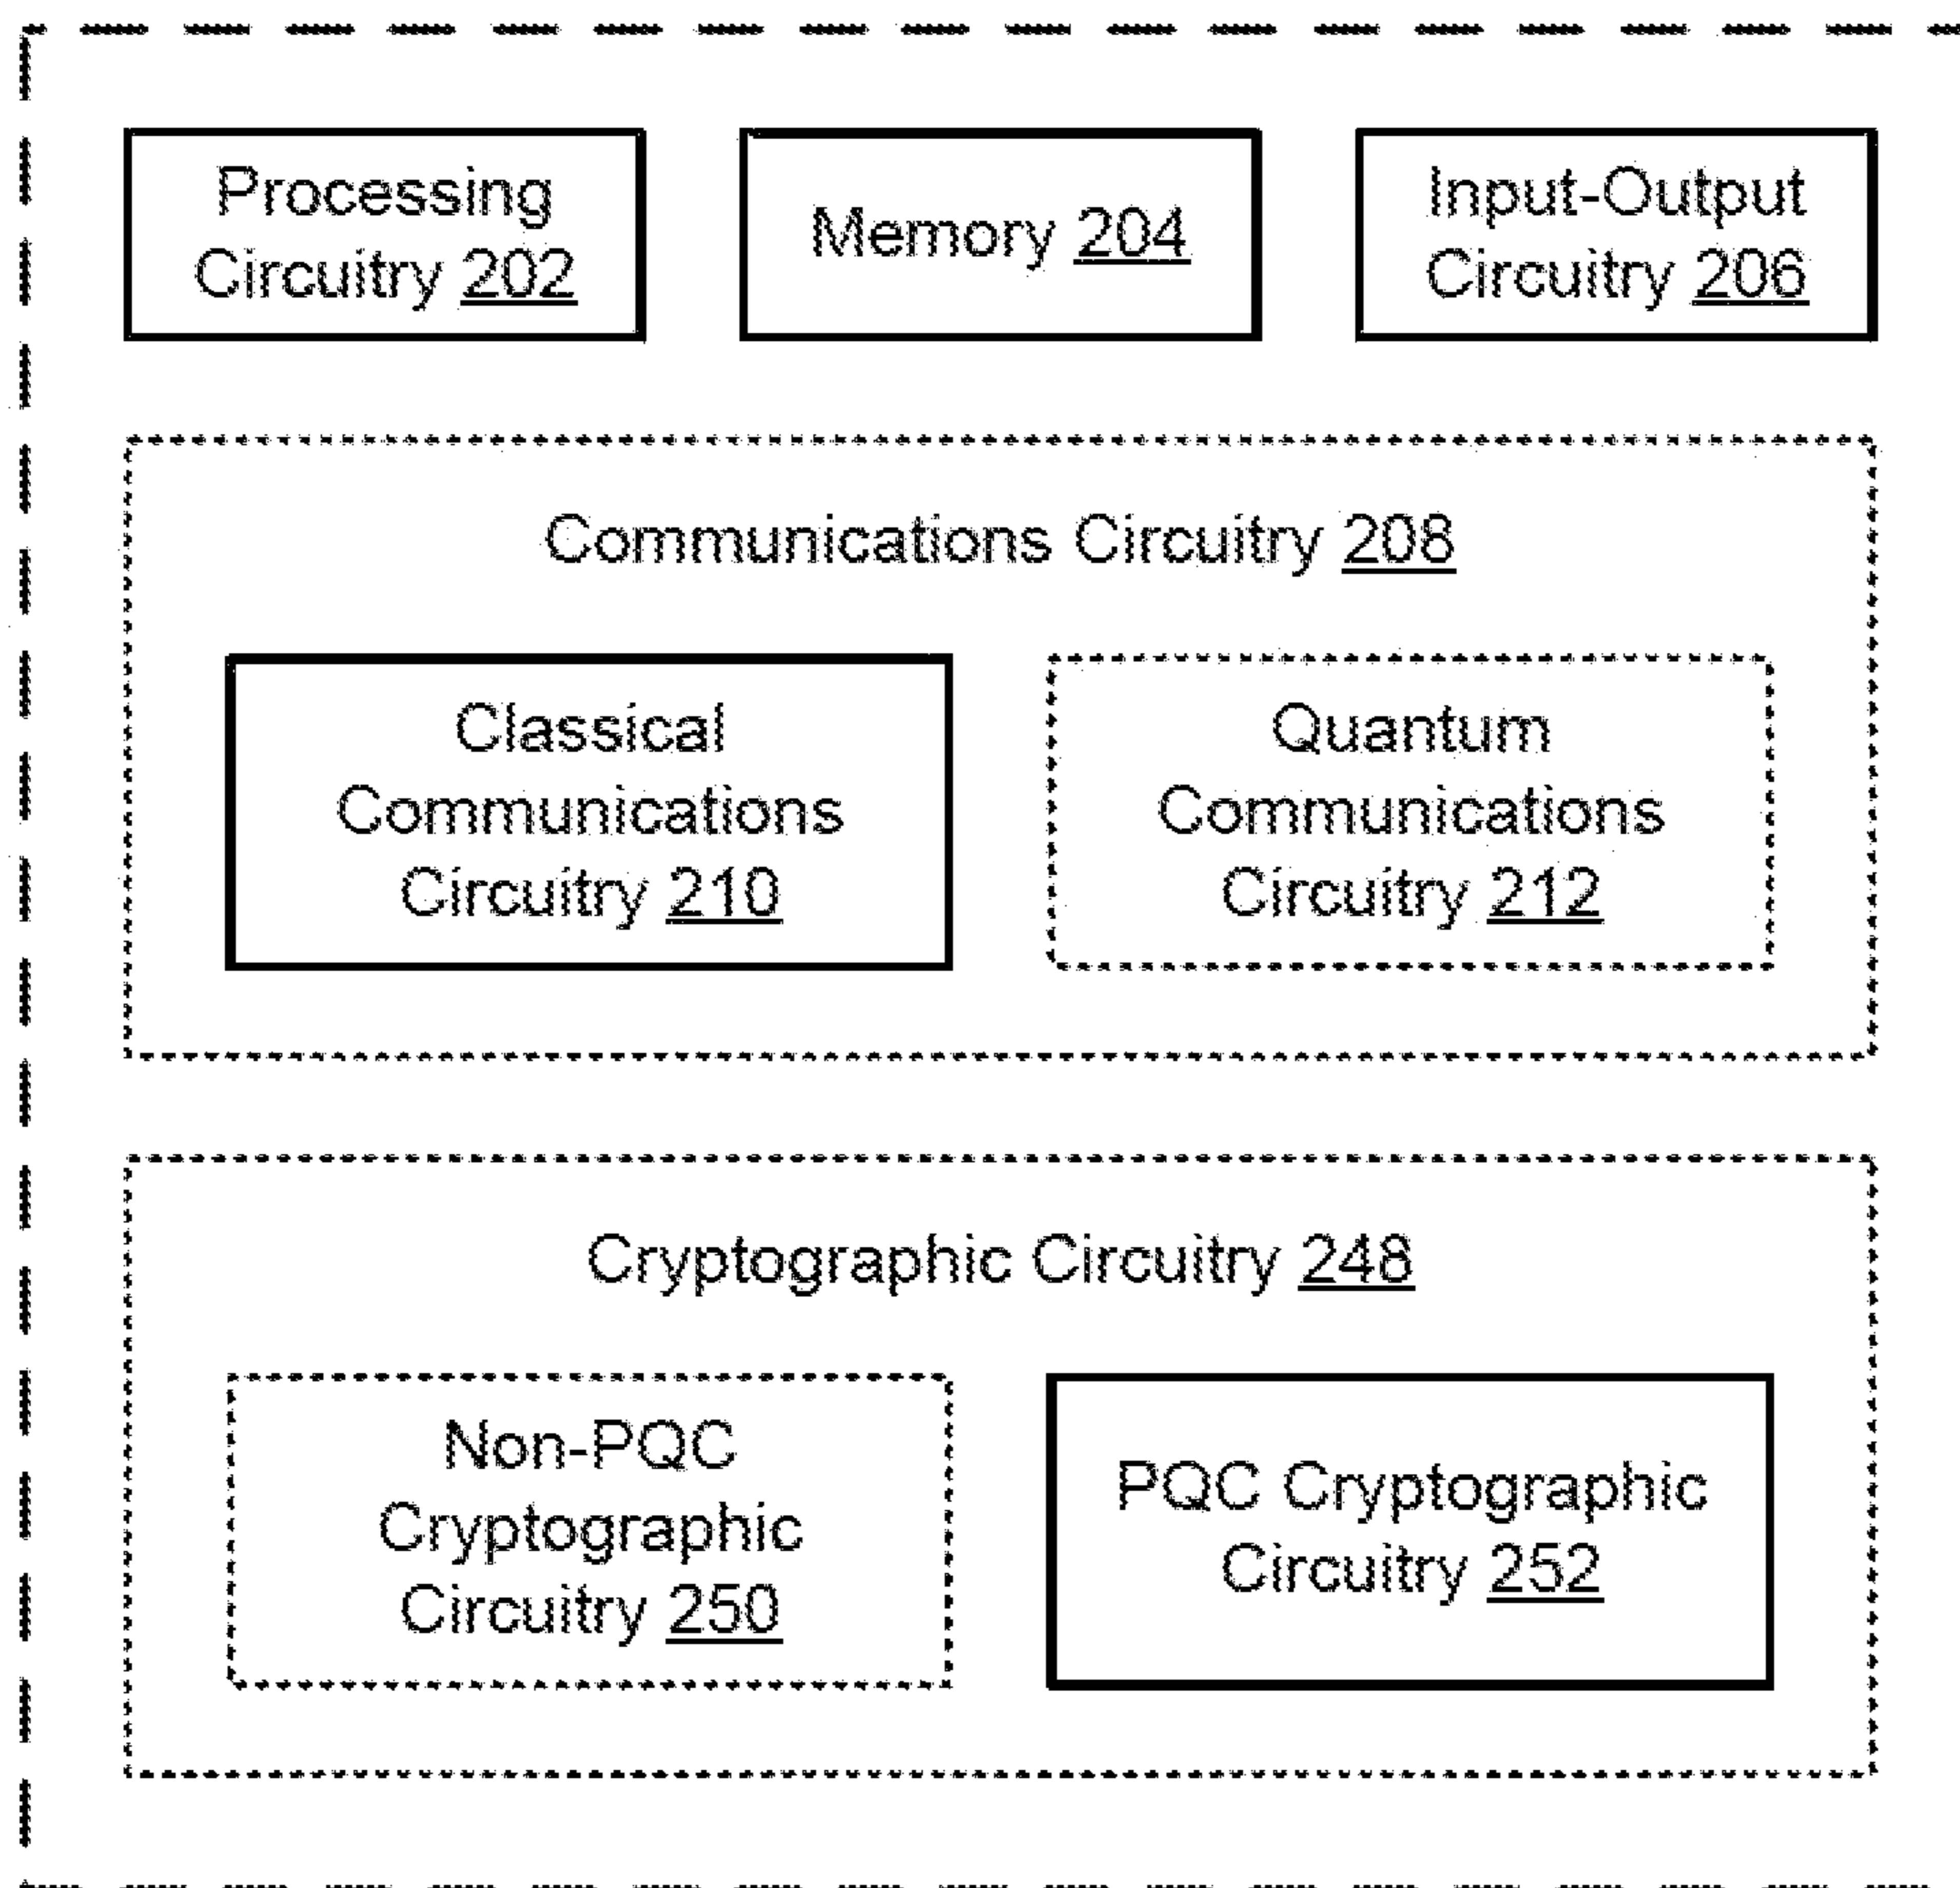 Processing
Circuitry 202
Memory 204
Input-Output
Circuitry 206
Communications Circuitry 208
Classical
Communications
Circuitry 210
Quantum
Communications
Circuitry 212
Cryptographic Circuitry 248
Non-PQC
Cryptographic
Circuitry 250
PQC Cryptographic
Circuitry 252